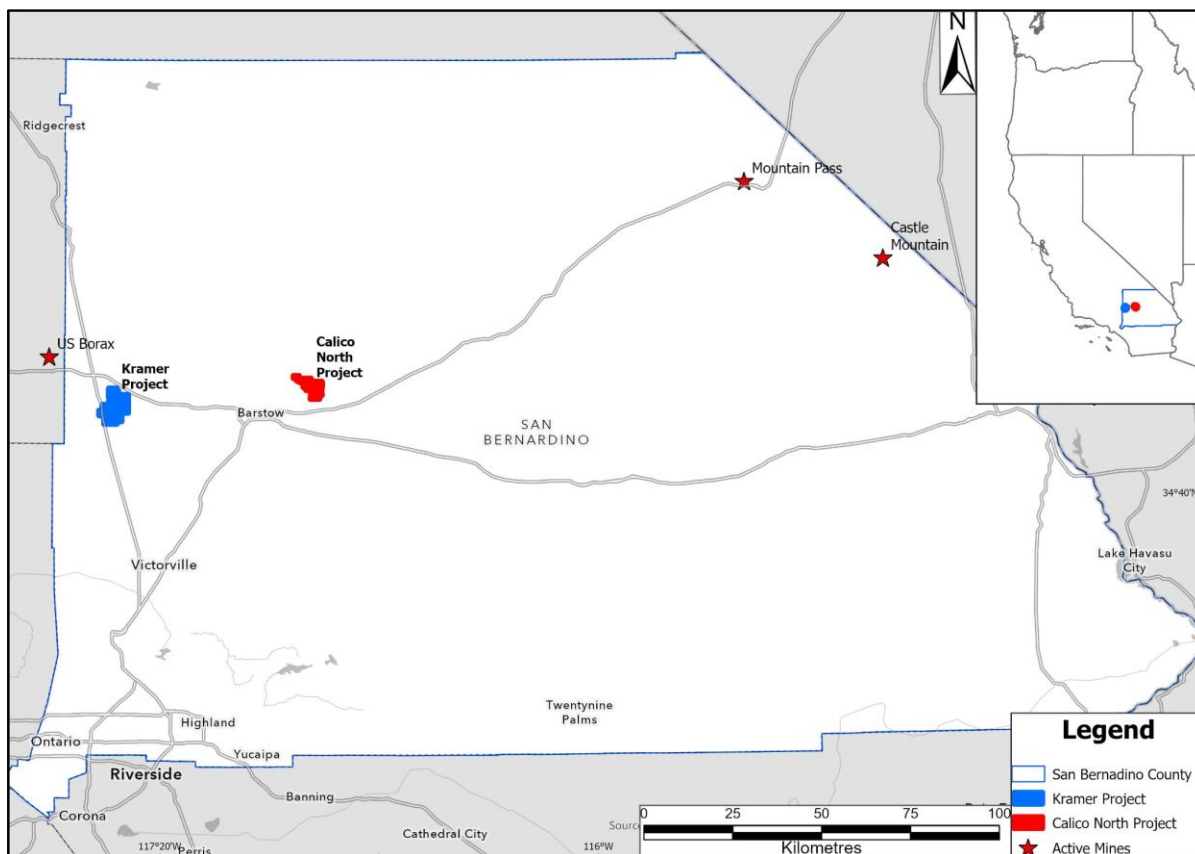 N
Ridgecrest
Mountain Pass
Castle
Mountain
US Borax
Kramer
Project
Calico
North
Project
Barstow
SAN
BERNARDINO
34°40'N
Victorville
Lake Havasu
City
Twentynine
Palms
Highland
Ontario
Yucaipa
Riverside
Banning
Corona
Cathedral City
117°20'W
Perris
116°W
Source
0 25 50 75 100
Kilometres
Legend
San Bernadino County
Kramer Project
Calico North Project
Active Mines